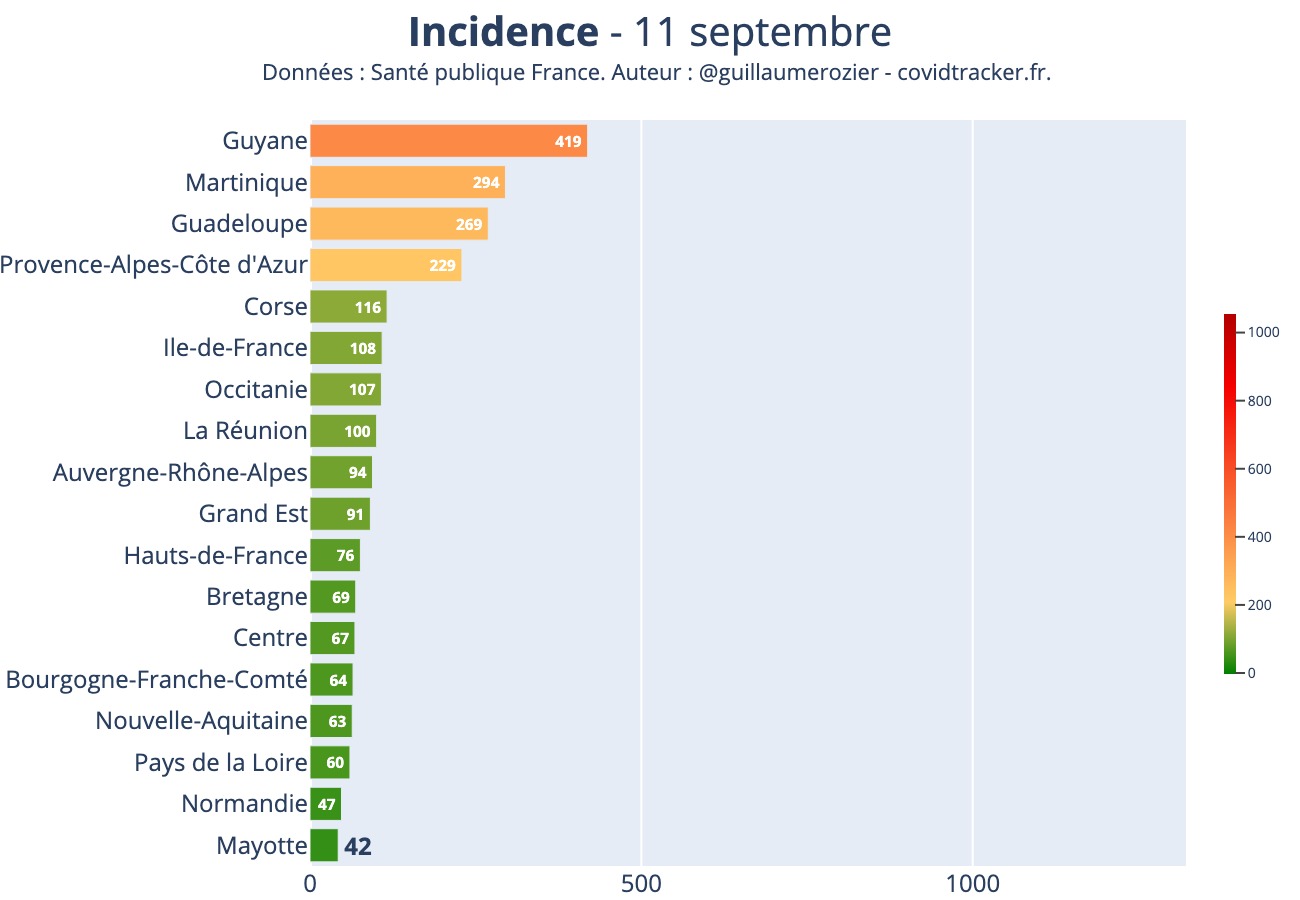 Incidence - 11 septembre
Données : Santé publique France. Auteur : @guillaumerozier - covidtracker.fr.
Guyane 419
Martinique 294
Guadeloupe 269
Provence-Alpes-Côte d'Azur 229
Corse 116
Ile-de-France 108
Occitanie 107
La Réunion 100
Auvergne-Rhône-Alpes 94
Grand Est 91
Hauts-de-France 76
Bretagne 69
Centre 67
Bourgogne-Franche-Comté 64
Nouvelle-Aquitaine 63
Pays de la Loire 60
Normandie 47
Mayotte 42
0 500 1000
1000
800
600
400
200
0